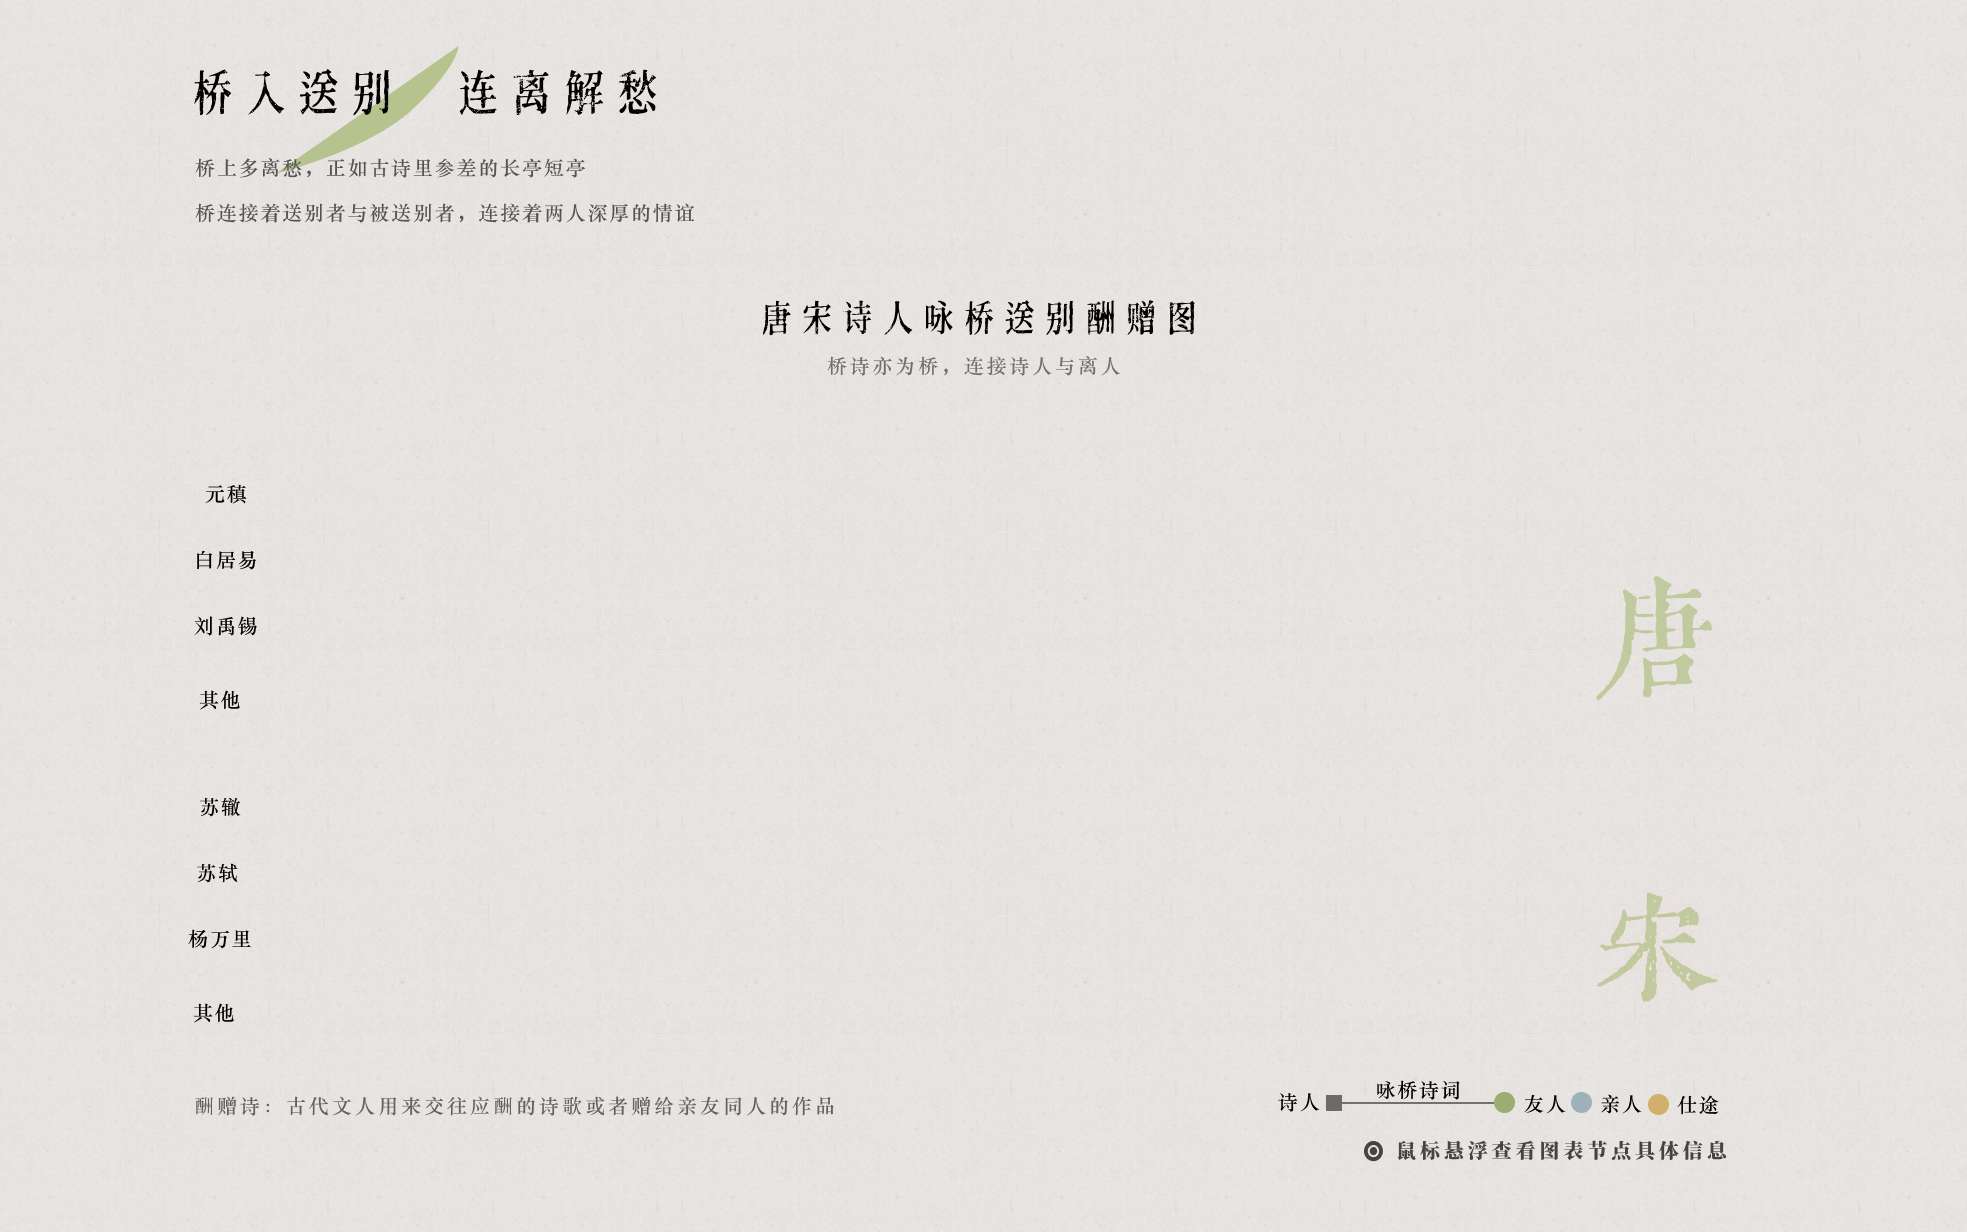 桥入送别 连离解愁
桥上多离愁，正如古诗里参差的长亭短亭
桥连接着送别者与被送别者，连接着两人深厚的情谊
唐宋诗人咏桥送别酬赠图
桥诗亦为桥，连接诗人与离人
元稹
白居易
刘禹锡
其他
唐
苏辙
苏轼
杨万里
其他
宋
酬赠诗：古代文人用来交往应酬的诗歌或者赠给亲友同人的作品
诗人 咏桥诗词 友人 亲人 仕途
鼠标悬浮查看图表节点具体信息